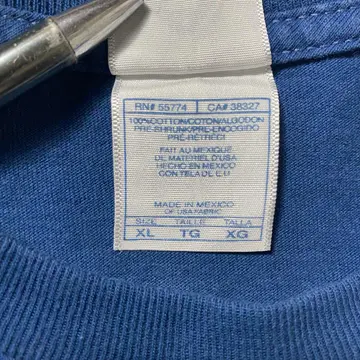 RN# 55774 CA# 38327
100%COTTON/COTON/ALGODON
PRE-SHRUNK/PRE-ENCOGIDO
PRÉ-RÉTRÉCI
FAIT AU MEXIQUE
DE MATERIEL D'USA
HECHO EN MEXICO
CON TELA DE E.U.
MADE IN MEXICO
OF USA FABRIC
SIZE TAILLE TALLA
XL TG XG